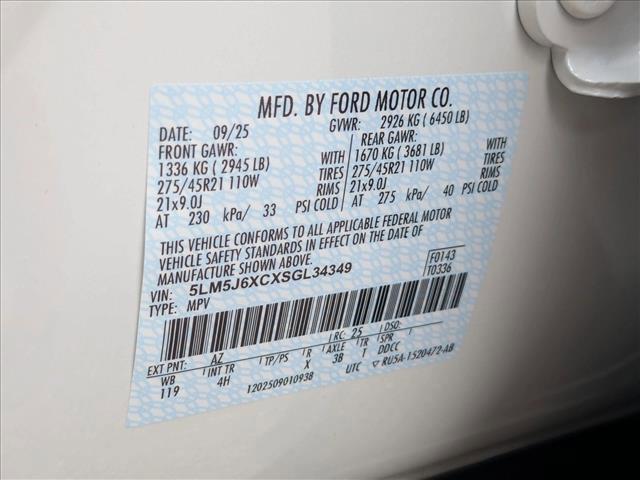 MFD. BY FORD MOTOR CO.
DATE: 09/25 GVWR: 2926 KG ( 6450 LB)
FRONT GAWR: REAR GAWR:
1336 KG ( 2945 LB) WITH 1670 KG ( 3681 LB) WITH
275/45R21 110W TIRES 275/45R21 110W TIRES
21x9.0J RIMS 21x9.0J RIMS
AT 230 kPa/ 33 PSI COLD AT 275 kPa/ 40 PSI COLD
THIS VEHICLE CONFORMS TO ALL APPLICABLE FEDERAL MOTOR
VEHICLE SAFETY STANDARDS IN EFFECT ON THE DATE OF
MANUFACTURE SHOWN ABOVE. F0143
VIN: 5LM5J6XCXSGL34349 T0336
TYPE: MPV
EXT PNT: AZ RC: 25 DSO:
WB INT TR TP/PS R AXLE TR SPR
119 4H X 3B T DDCC
1202509010938 UTC ▽ RU5A-1520472-AB